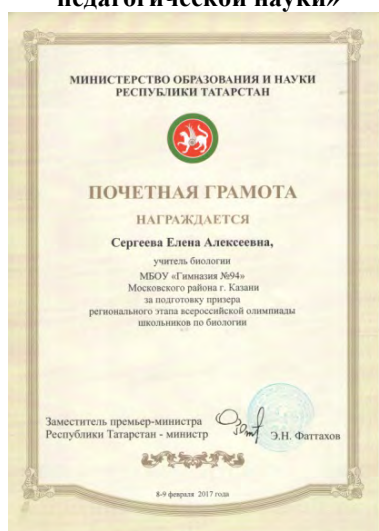 педагогической науки»
МИНИСТЕРСТВО ОБРАЗОВАНИЯ И НАУКИ
РЕСПУБЛИКИ ТАТАРСТАН
ПОЧЕТНАЯ ГРАМОТА
НАГРАЖДАЕТСЯ
Сергеева Елена Алексеевна,
учитель биологии
МБОУ «Гимназия №94»
Московского района г. Казани
за подготовку призера
регионального этапа всероссийской олимпиады
школьников по биологии
Заместитель премьер-министра
Республики Татарстан - министр Э.Н. Фаттахов
8-9 февраля 2017 года